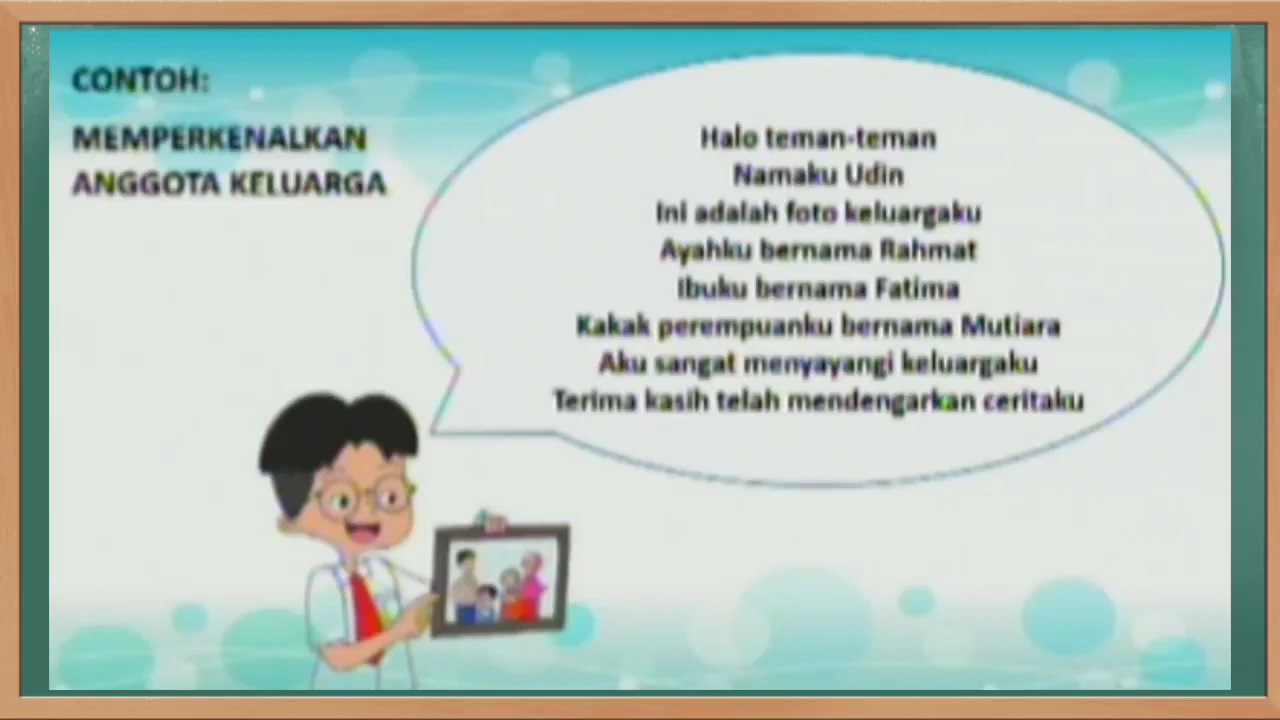 CONTOH:
MEMPERKENALKAN
ANGGOTA KELUARGA
Halo teman-teman
Namaku Udin
Ini adalah foto keluargaku
Ayahku bernama Rahmat
Ibuku bernama Fatima
Kakak perempuanku bernama Mutiara
Aku sangat menyayangi keluargaku
Terima kasih telah mendengarkan ceritaku